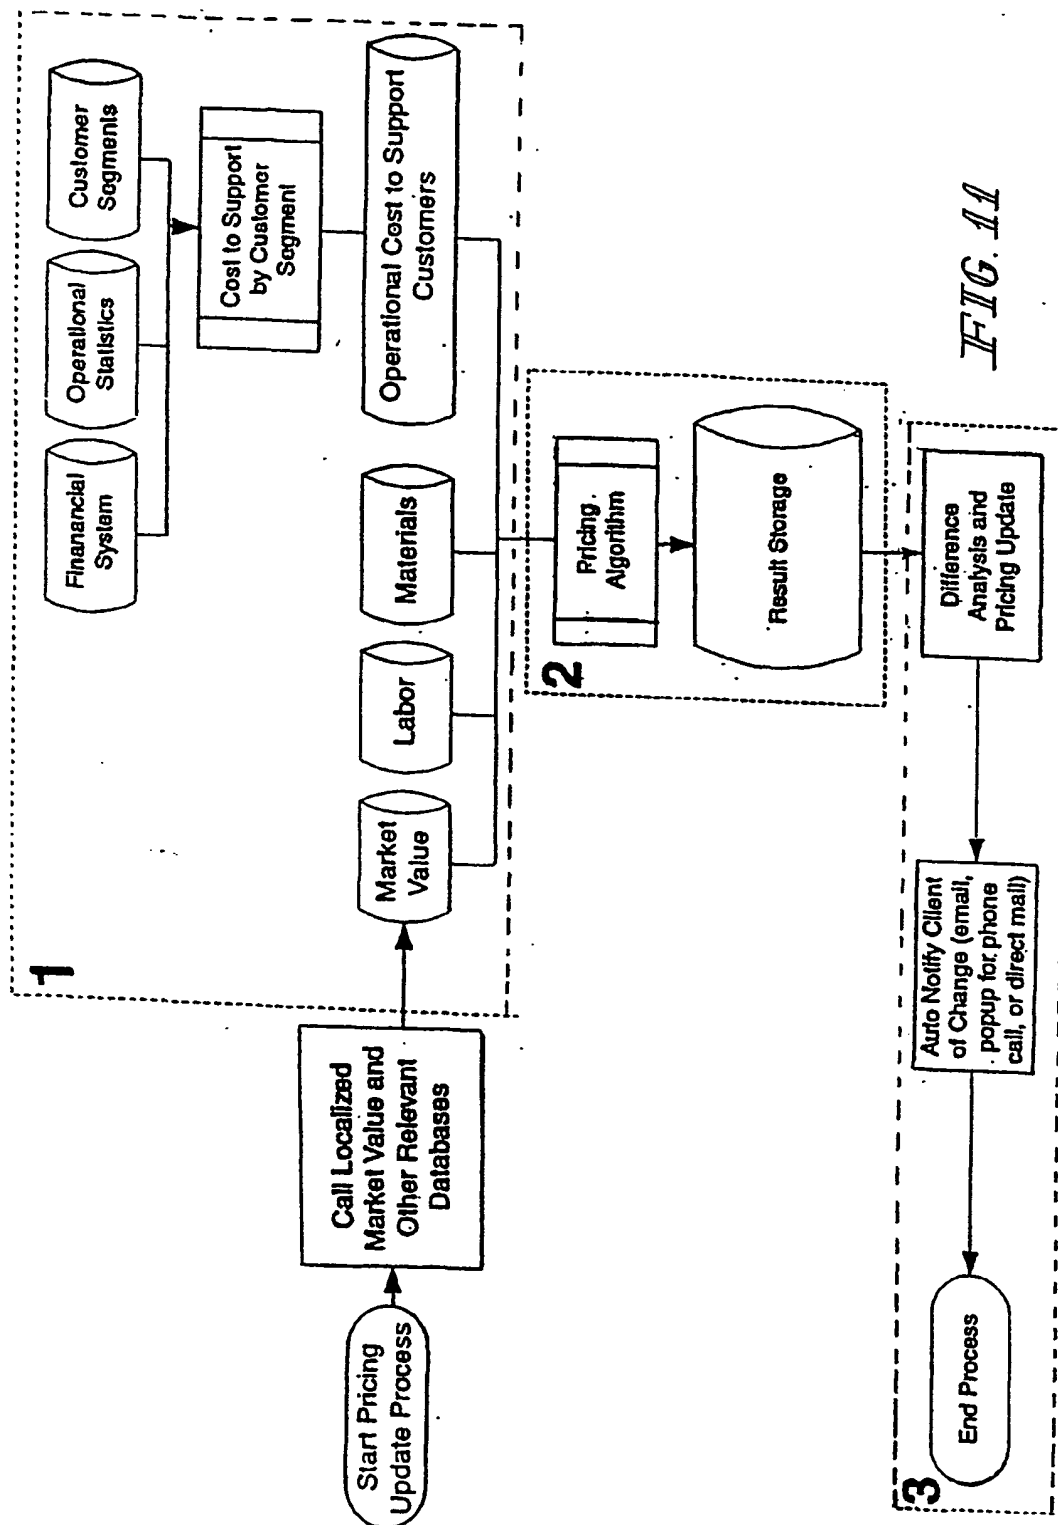 1
Finanancial
System
Operational
Statistics
Customer
Segments
Cost to Support
by Customer
Segment
Start Pricing
Update Process
Call Localized
Market Value and
Other Relevant
Databases
Market
Value
Labor
Materials
Operational Cost to Support
Customers
2
Pricing
Algorithm
Result Storage
3
End Process
Auto Notify Client
of Change (email,
popup for phone
call, or direct mail)
Difference
Analysis and
Pricing Update
FIG. 11